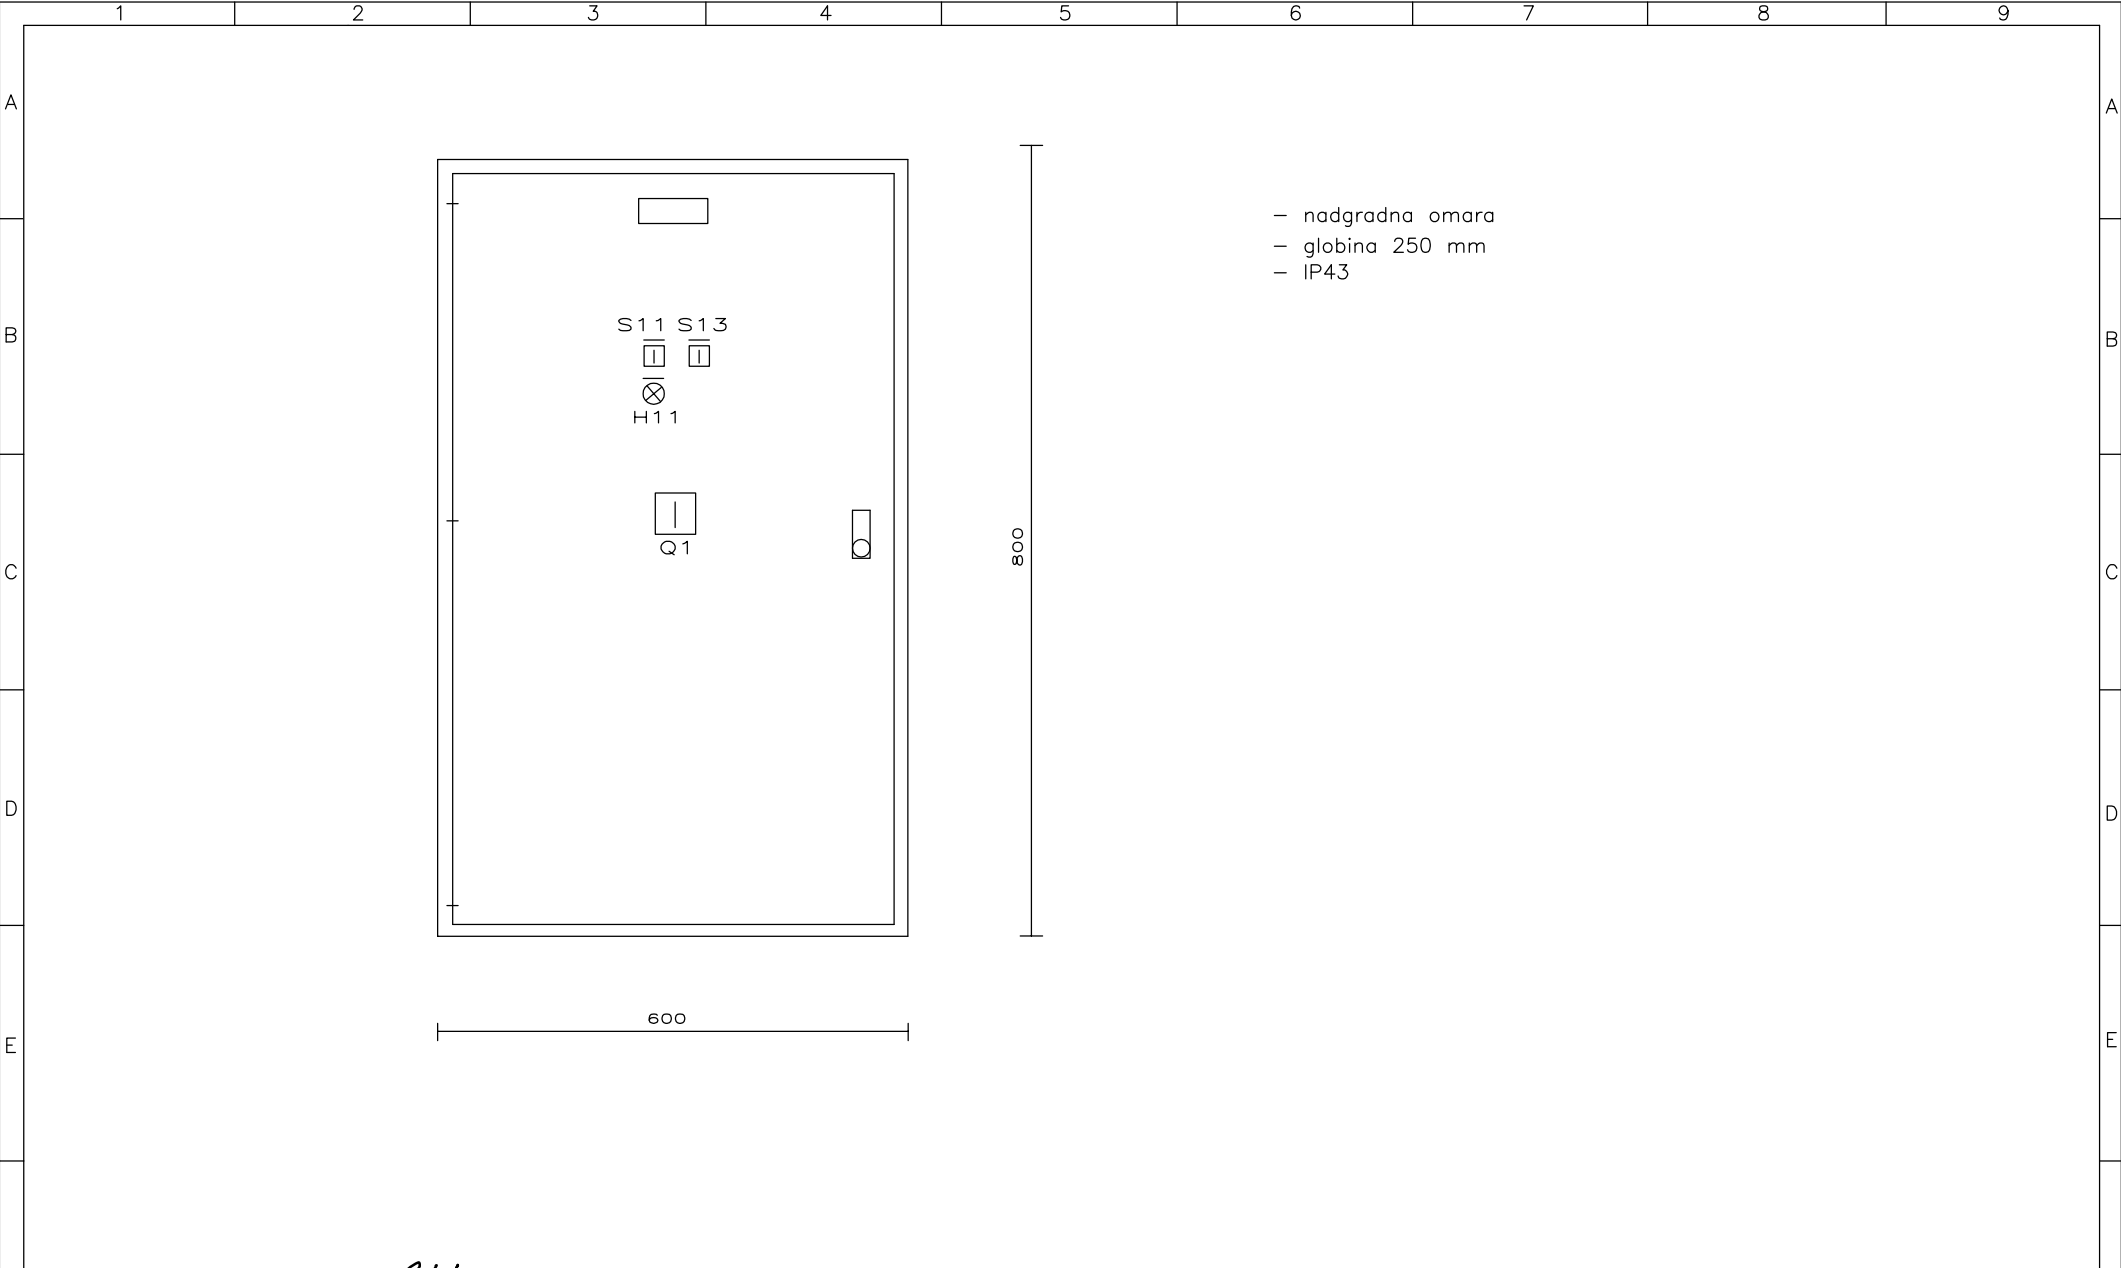 1 2 3 4 5 6 7 8 9
A A
- nadgradna omara
- globina 250 mm
- IP43
S11 S13
B B
H11
Q1
800
C C
D D
600
E E